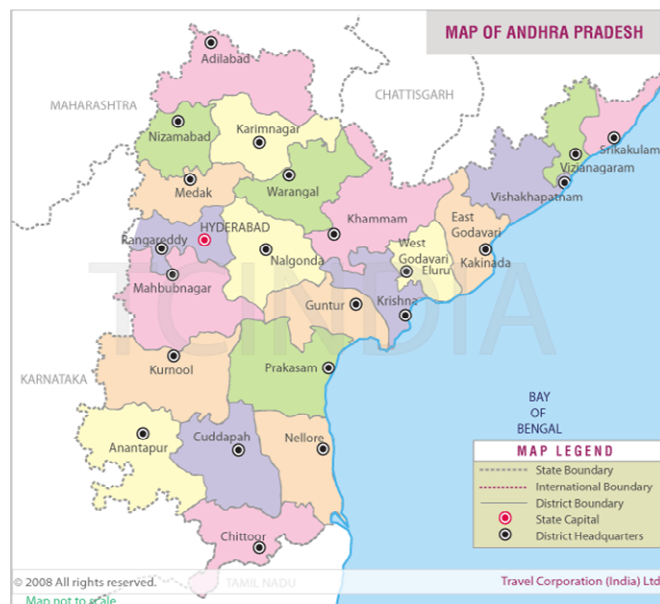 MAP OF ANDHRA PRADESH
Adilabad
MAHARASHTRA
CHATTISGARH
Nizamabad
Karimnagar
Srikakulam
Vizianagaram
Medak
Warangal
Vishakhapatnam
HYDERABAD
Khammam
East
Godavari
Rangareddy
Nalgonda
West
Godavari
Eluru
Kakinada
Mahbubnagar
TCINDIA
Guntur
Krishna
Kurnool
Prakasam
KARNATAKA
BAY
OF
BENGAL
Anantapur
Cuddapah
Nellore
MAP LEGEND
State Boundary
International Boundary
District Boundary
State Capital
District Headquarters
Chittoor
© 2008 All rights reserved.
TAMIL NADU
Travel Corporation (India) Ltd
Map not to scale